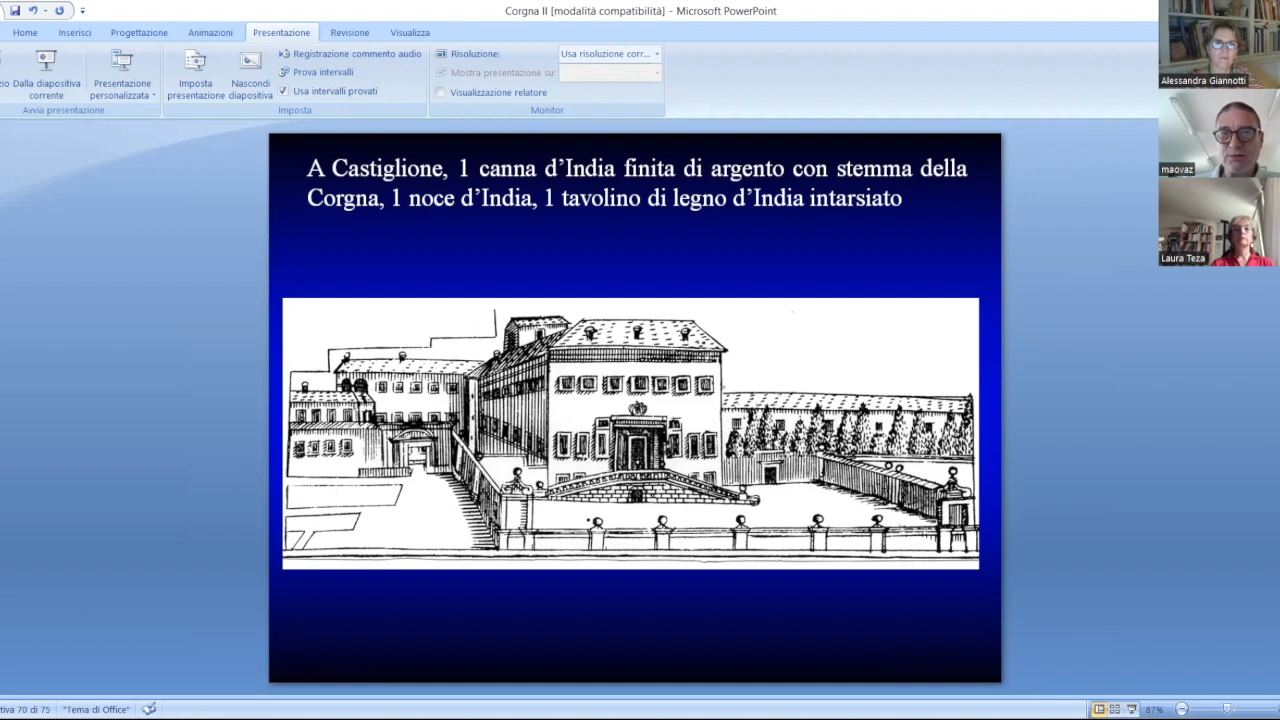 Corgna II [modalità compatibilità] - Microsoft PowerPoint
Home Inserisci Progettazione Animazioni Presentazione Revisione Visualizza
zio Dalla diapositiva corrente
Presentazione personalizzata
Avvia presentazione
Imposta presentazione
Nascondi diapositiva
Registrazione commento audio
Prova intervalli
Usa intervalli provati
Imposta
Risoluzione: Usa risoluzione corr...
Mostra presentazione su:
Visualizzazione relatore
Monitor
Alessandra Giannotti
maovaz
Laura Teza
A Castiglione, 1 canna d’India finita di argento con stemma della
Corgna, 1 noce d’India, 1 tavolino di legno d’India intarsiato
tiva 70 di 75 "Tema di Office" 87%